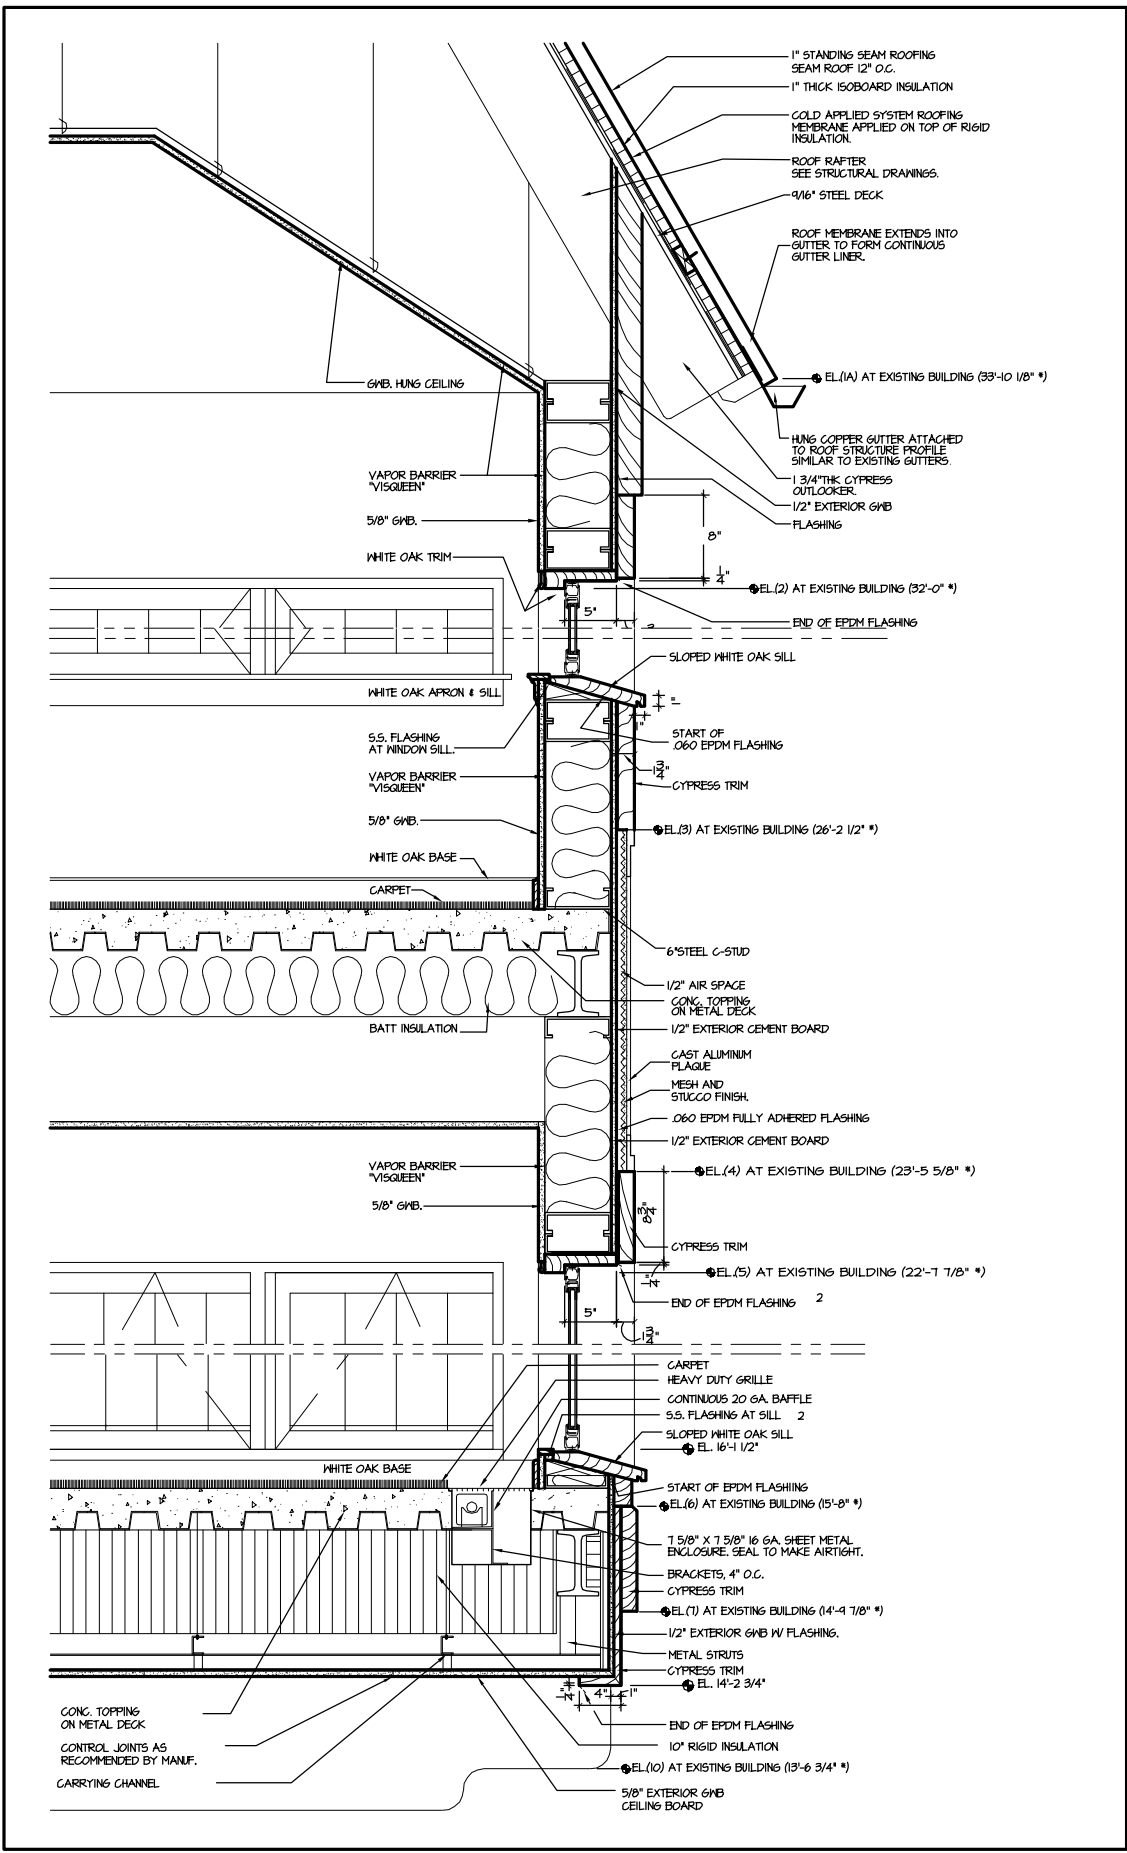 1" STANDING SEAM ROOFING
SEAM ROOF 12" O.C.
1" THICK ISOBOARD INSULATION
COLD APPLIED SYSTEM ROOFING
MEMBRANE APPLIED ON TOP OF RIGID
INSULATION.
ROOF RAFTER
SEE STRUCTURAL DRAWINGS.
9/16" STEEL DECK
ROOF MEMBRANE EXTENDS INTO
GUTTER TO FORM CONTINUOUS
GUTTER LINER.
GWB. HUNG CEILING
EL.(1A) AT EXISTING BUILDING (33'-10 1/8" *)
HUNG COPPER GUTTER ATTACHED
TO ROOF STRUCTURE PROFILE
SIMILAR TO EXISTING GUTTERS.
VAPOR BARRIER
"VISQUEEN"
1 3/4"THK CYPRESS
OUTLOOKER.
1/2" EXTERIOR GWB
5/8" GWB.
FLASHING
8"
WHITE OAK TRIM
1/4"
EL.(2) AT EXISTING BUILDING (32'-0" *)
5"
2
END OF EPDM FLASHING
SLOPED WHITE OAK SILL
WHITE OAK APRON & SILL
1"
1"
S.S. FLASHING
AT WINDOW SILL.
START OF
.060 EPDM FLASHING
1 3/4"
VAPOR BARRIER
"VISQUEEN"
CYPRESS TRIM
5/8" GWB.
EL.(3) AT EXISTING BUILDING (26'-2 1/2" *)
WHITE OAK BASE
CARPET
6"STEEL C-STUD
1/2" AIR SPACE
CONC. TOPPING
ON METAL DECK
BATT INSULATION
1/2" EXTERIOR CEMENT BOARD
CAST ALUMINUM
PLAQUE
MESH AND
STUCCO FINISH.
.060 EPDM FULLY ADHERED FLASHING
1/2" EXTERIOR CEMENT BOARD
VAPOR BARRIER
"VISQUEEN"
EL.(4) AT EXISTING BUILDING (23'-5 5/8" *)
5/8" GWB.
8 3/4"
CYPRESS TRIM
EL.(5) AT EXISTING BUILDING (22'-7 7/8" *)
1/4"
END OF EPDM FLASHING 2
5"
1 3/4"
CARPET
HEAVY DUTY GRILLE
CONTINUOUS 20 GA. BAFFLE
S.S. FLASHING AT SILL 2
SLOPED WHITE OAK SILL
EL. 16'-1 1/2"
WHITE OAK BASE
START OF EPDM FLASHING
EL.(6) AT EXISTING BUILDING (15'-8" *)
7 5/8" X 7 5/8" 16 GA. SHEET METAL
ENCLOSURE. SEAL TO MAKE AIRTIGHT.
BRACKETS, 4" O.C.
CYPRESS TRIM
EL.(7) AT EXISTING BUILDING (14'-9 7/8" *)
1/2" EXTERIOR GWB W/ FLASHING.
METAL STRUTS
CYPRESS TRIM
EL. 14'-2 3/4"
1/4"
4"
1"
CONC. TOPPING
ON METAL DECK
END OF EPDM FLASHING
CONTROL JOINTS AS
RECOMMENDED BY MANUF.
10" RIGID INSULATION
EL.(10) AT EXISTING BUILDING (13'-6 3/4" *)
CARRYING CHANNEL
5/8" EXTERIOR GWB
CEILING BOARD